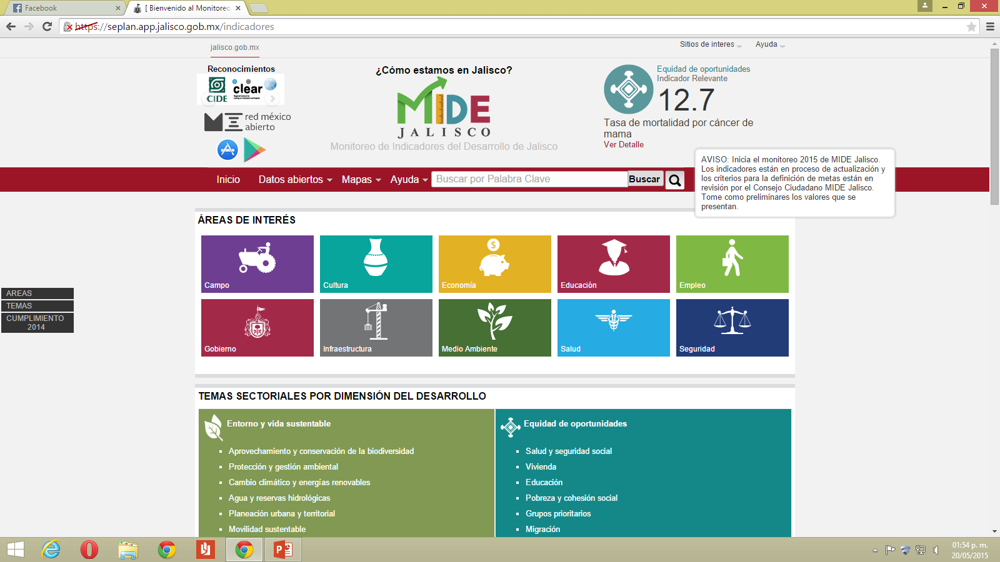 Facebook
[ Bienvenido al Monitoreo
https://seplan.app.jalisco.gob.mx/indicadores
jalisco.gob.mx
Sitios de interes
Ayuda
Reconocimientos
CIDE
clear
red méxico
abierto
¿Cómo estamos en Jalisco?
MIDE
JALISCO
Monitoreo de Indicadores del Desarrollo de Jalisco
Equidad de oportunidades
Indicador Relevante
12.7
Tasa de mortalidad por cáncer de
mama
Ver Detalle
AVISO: Inicia el monitoreo 2015 de MIDE Jalisco.
Los indicadores están en proceso de actualización y
los criterios para la definición de metas están en
revisión por el Consejo Ciudadano MIDE Jalisco.
Tome como preliminares los valores que se
presentan.
Inicio
Datos abiertos
Mapas
Ayuda
Buscar por Palabra Clave
Buscar
ÁREAS DE INTERÉS
Campo
Cultura
Economía
Educación
Empleo
Gobierno
Infraestructura
Medio Ambiente
Salud
Seguridad
AREAS
TEMAS
CUMPLIMIENTO
2014
TEMAS SECTORIALES POR DIMENSIÓN DEL DESARROLLO
Entorno y vida sustentable
Aprovechamiento y conservación de la biodiversidad
Protección y gestión ambiental
Cambio climático y energías renovables
Agua y reservas hidrológicas
Planeación urbana y territorial
Movilidad sustentable
Equidad de oportunidades
Salud y seguridad social
Vivienda
Educación
Pobreza y cohesión social
Grupos prioritarios
Migración
01:54 p. m.
20/05/2015